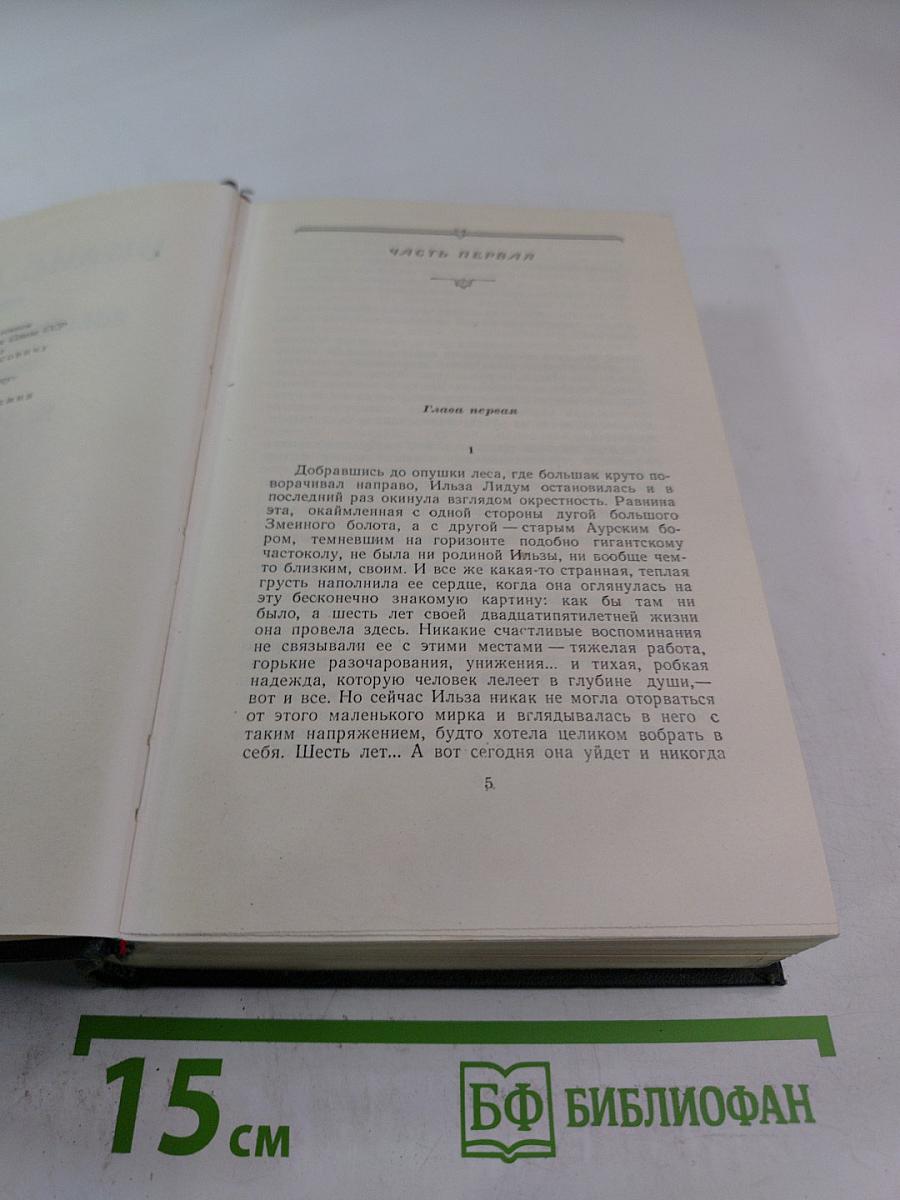 ЧАСТЬ ПЕРВАЯ
Глава первая
1
Добравшись до опушки леса, где большак круто по-
ворачивал направо, Ильза Лидум остановилась и в
последний раз окинула взглядом окрестность. Равнина
эта, окаймленная с одной стороны дугой большого
Змеиного болота, а с другой — старым Аурским бо-
ром, темневшим на горизонте подобно гигантскому
частоколу, не была ни родиной Ильзы, ни вообще чем-
то близким, своим. И все же какая-то странная, теплая
грусть наполнила ее сердце, когда она оглянулась на
эту бесконечно знакомую картину: как бы там ни
было, а шесть лет своей двадцатипятилетней жизни
она провела здесь. Никакие счастливые воспоминания
не связывали ее с этими местами — тяжелая работа,
горькие разочарования, унижения... и тихая, робкая
надежда, которую человек лелеет в глубине души,—
вот и все. Но сейчас Ильза никак не могла оторваться
от этого маленького мирка и вглядывалась в него с
таким напряжением, будто хотела целиком вобрать в
себя. Шесть лет... А вот сегодня она уйдет и никогда
5
15 см
БФ БИБЛИОФАН